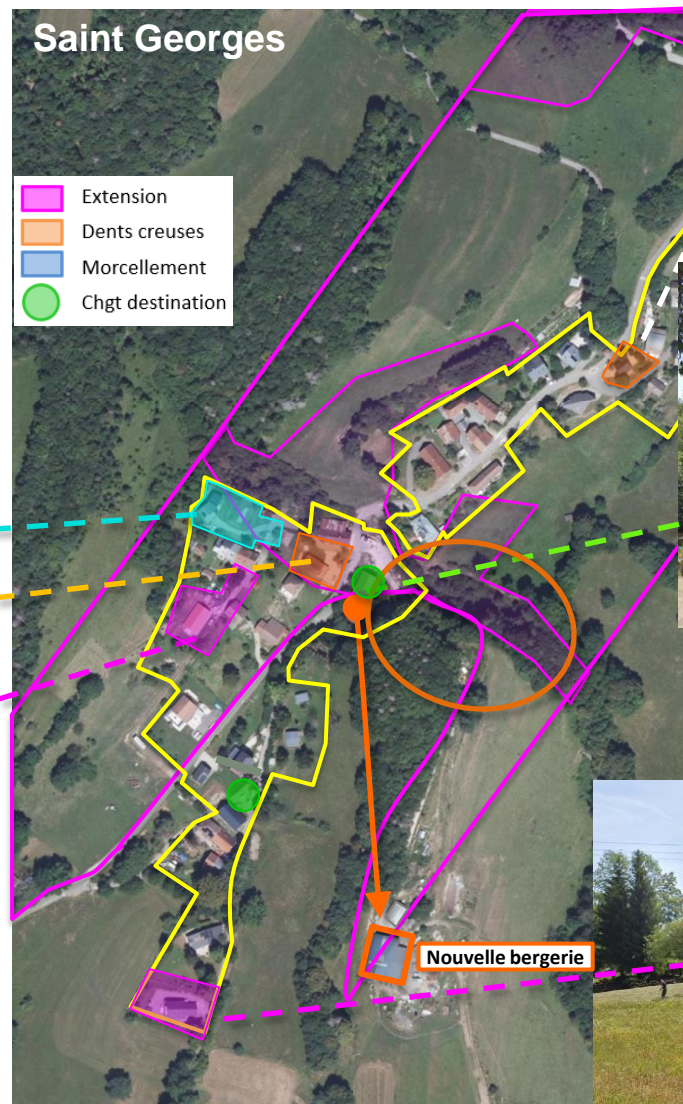 Saint Georges
Extension
Dents creuses
Morcellement
Chgt destination
Nouvelle bergerie